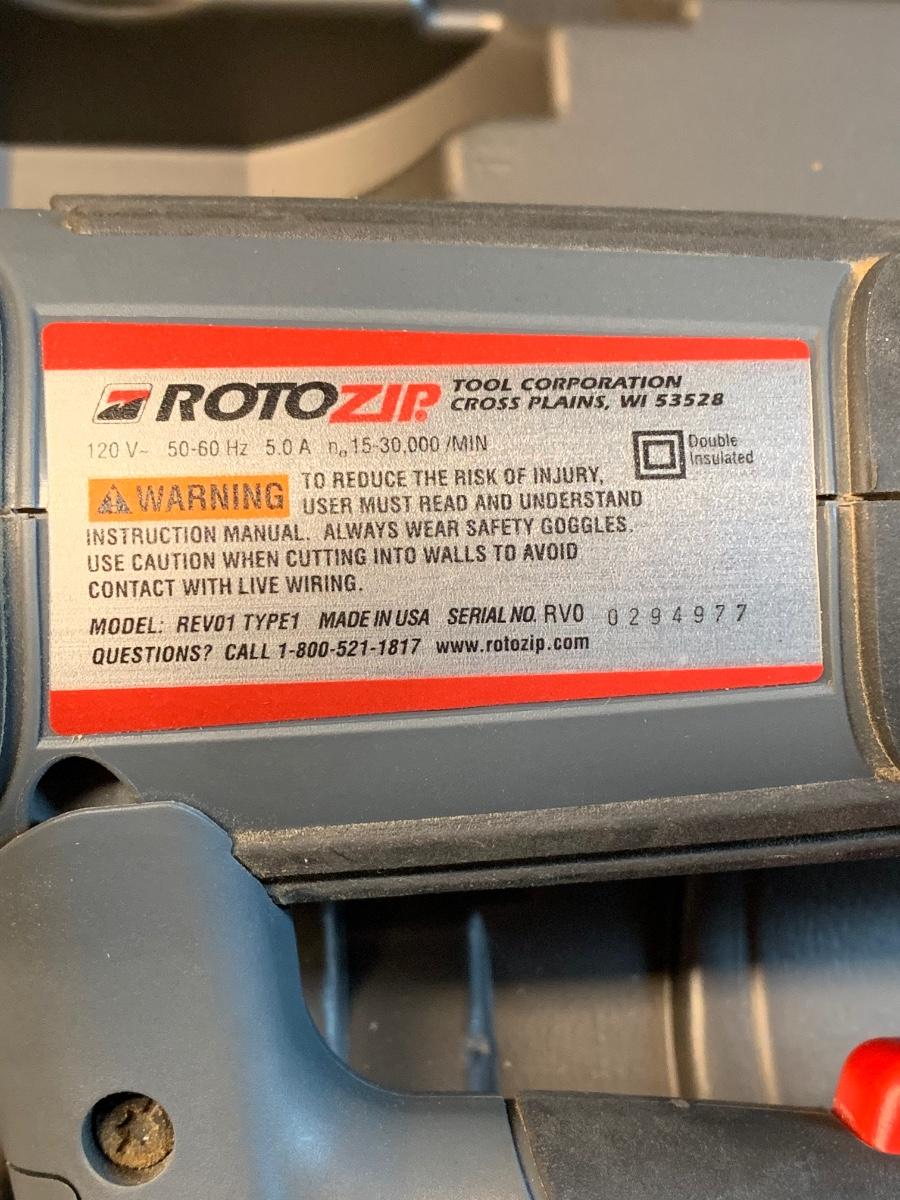 ROTOZIP® TOOL CORPORATION
CROSS PLAINS, WI 53528
120 V~ 50-60 Hz 5.0 A n₀ 15-30,000 /MIN
Double
Insulated
WARNING TO REDUCE THE RISK OF INJURY,
USER MUST READ AND UNDERSTAND
INSTRUCTION MANUAL. ALWAYS WEAR SAFETY GOGGLES.
USE CAUTION WHEN CUTTING INTO WALLS TO AVOID
CONTACT WITH LIVE WIRING.
MODEL: REV01 TYPE1 MADE IN USA SERIAL NO. RV0 0294977
QUESTIONS? CALL 1-800-521-1817 www.rotozip.com